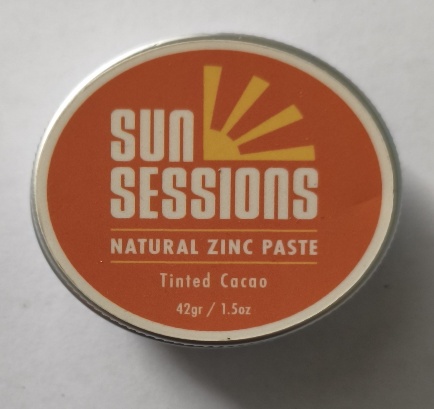 SUN
SESSIONS
NATURAL ZINC PASTE
Tinted Cacao
42gr / 1.5oz